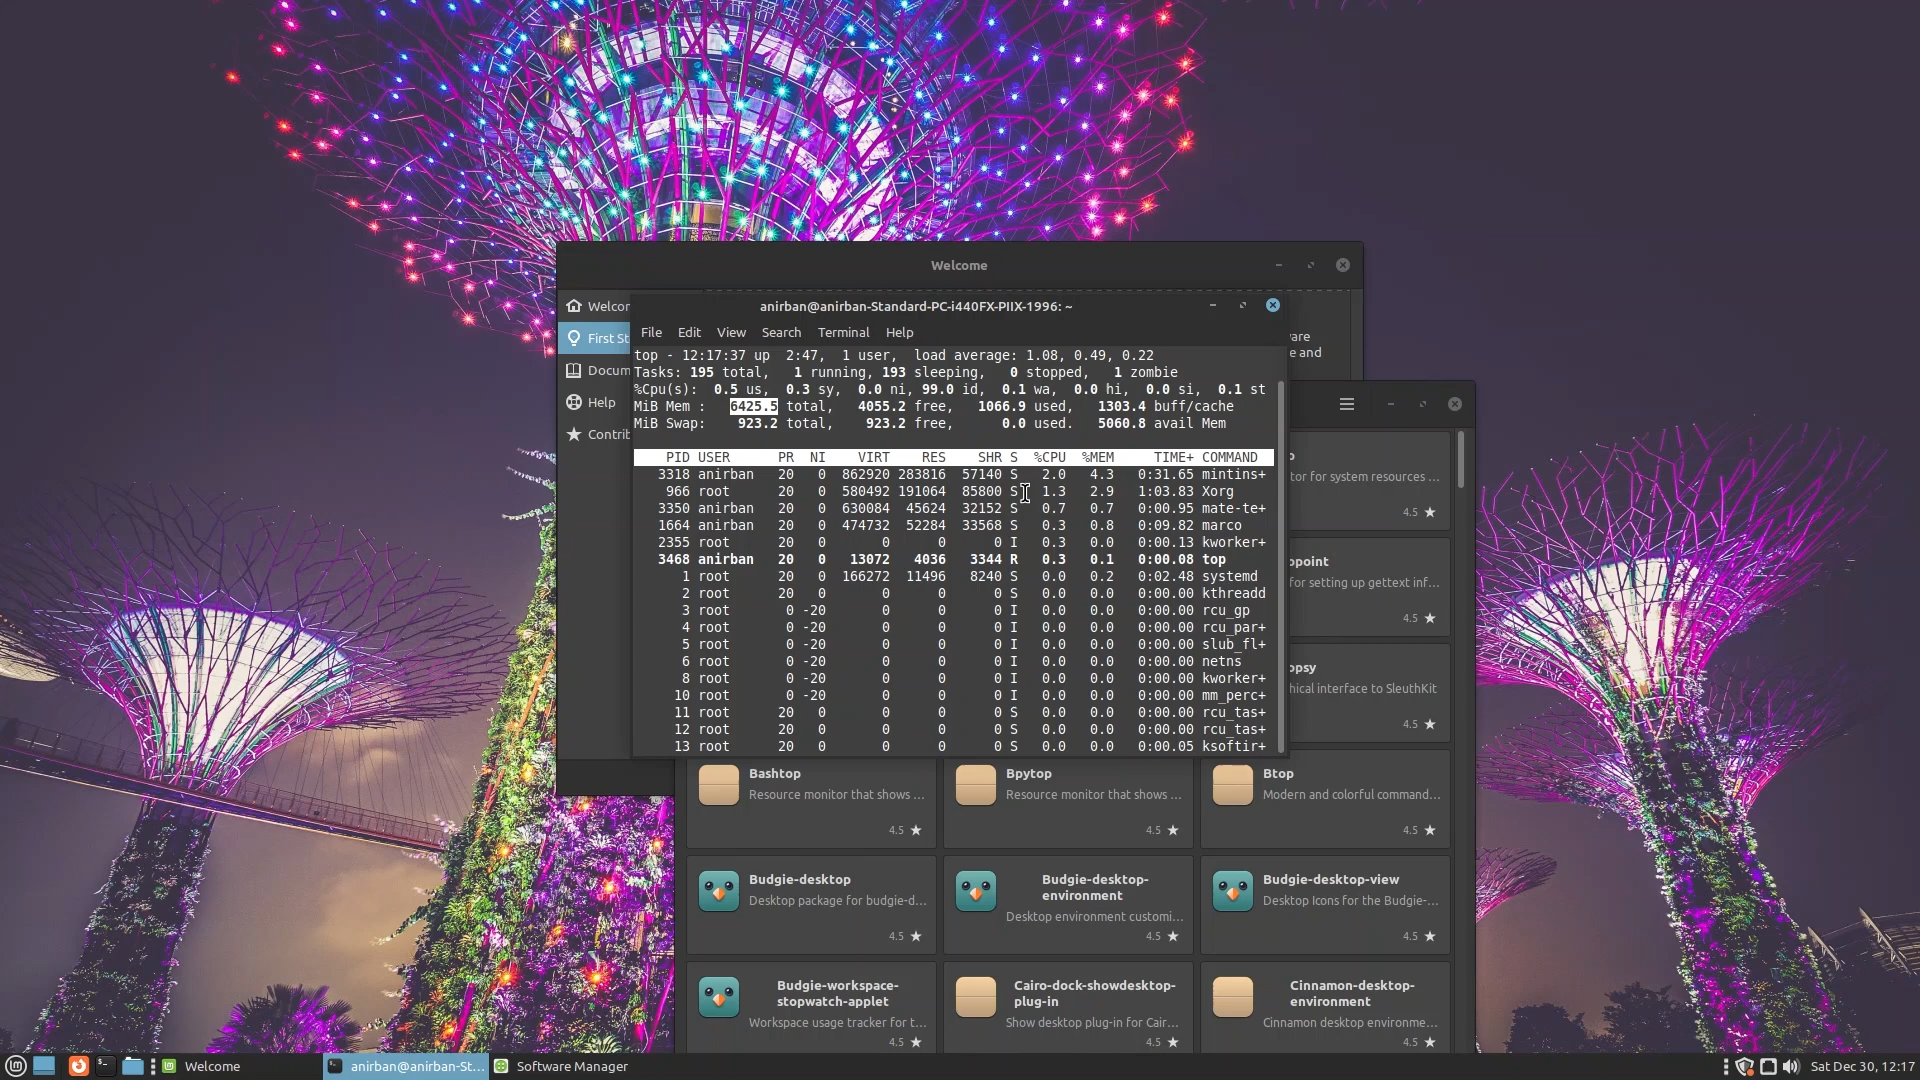 Welcome
Welcor
First St
Docum
Help
Contrib
are
e and
anirban@anirban-Standard-PC-i440FX-PIIX-1996: ~
File Edit View Search Terminal Help
top - 12:17:37 up  2:47,  1 user,  load average: 1.08, 0.49, 0.22
Tasks: 195 total,   1 running, 193 sleeping,   0 stopped,   1 zombie
%Cpu(s):  0.5 us,  0.3 sy,  0.0 ni, 99.0 id,  0.1 wa,  0.0 hi,  0.0 si,  0.1 st
MiB Mem :   6425.5 total,   4055.2 free,   1066.9 used,   1303.4 buff/cache
MiB Swap:    923.2 total,    923.2 free,      0.0 used.   5060.8 avail Mem
PID USER      PR  NI    VIRT    RES    SHR S  %CPU  %MEM     TIME+ COMMAND
3318 anirban   20   0  862920 283816  57140 S   2.0   4.3   0:31.65 mintins+
966 root      20   0  580492 191064  85800 S   1.3   2.9   1:03.83 Xorg
3350 anirban   20   0  630084  45624  32152 S   0.7   0.7   0:00.95 mate-te+
1664 anirban   20   0  474732  52284  33568 S   0.3   0.8   0:09.82 marco
2355 root      20   0       0      0      0 I   0.3   0.0   0:00.13 kworker+
3468 anirban   20   0   13072   4036   3344 R   0.3   0.1   0:00.08 top
1 root      20   0  166272  11496   8240 S   0.0   0.2   0:02.48 systemd
2 root      20   0       0      0      0 S   0.0   0.0   0:00.00 kthreadd
3 root       0 -20       0      0      0 I   0.0   0.0   0:00.00 rcu_gp
4 root       0 -20       0      0      0 I   0.0   0.0   0:00.00 rcu_par+
5 root       0 -20       0      0      0 I   0.0   0.0   0:00.00 slub_fl+
6 root       0 -20       0      0      0 I   0.0   0.0   0:00.00 netns
8 root       0 -20       0      0      0 I   0.0   0.0   0:00.00 kworker+
10 root       0 -20       0      0      0 I   0.0   0.0   0:00.00 mm_perc+
11 root      20   0       0      0      0 S   0.0   0.0   0:00.00 rcu_tas+
12 root      20   0       0      0      0 S   0.0   0.0   0:00.00 rcu_tas+
13 root      20   0       0      0      0 S   0.0   0.0   0:00.05 ksoftir+
tor for system resources ...
4.5
ppoint
for setting up gettext inf...
4.5
opsy
hical interface to SleuthKit
4.5
Bashtop
Resource monitor that shows ...
4.5
Bpytop
Resource monitor that shows ...
4.5
Btop
Modern and colorful command...
4.5
Budgie-desktop
Desktop package for budgie-d...
4.5
Budgie-desktop-
environment
Desktop environment customi...
4.5
Budgie-desktop-view
Desktop Icons for the Budgie-...
4.5
Budgie-workspace-
stopwatch-applet
Workspace usage tracker for t...
4.5
Cairo-dock-showdesktop-
plug-in
Show desktop plug-in for Cair...
4.5
Cinnamon-desktop-
environment
Cinnamon desktop environme...
4.5
Welcome
anirban@anirban-St...
Software Manager
Sat Dec 30, 12:17